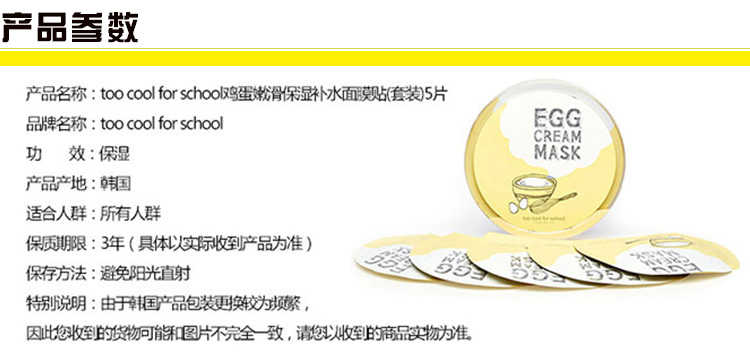 产品参数
产品名称：too cool for school鸡蛋嫩滑保湿补水面膜贴(套装)5片
品牌名称：too cool for school
功　　效：保湿
产品产地：韩国
适合人群：所有人群
保质期限：3年（具体以实际收到产品为准）
保存方法：避免阳光直射
特别说明：由于韩国产品包装更换较为频繁，
因此您收到的货物可能和图片不完全一致，请您以收到的商品实物为准。
EGG
CREAM
MASK
too cool for school
EGG
CREAM
MASK